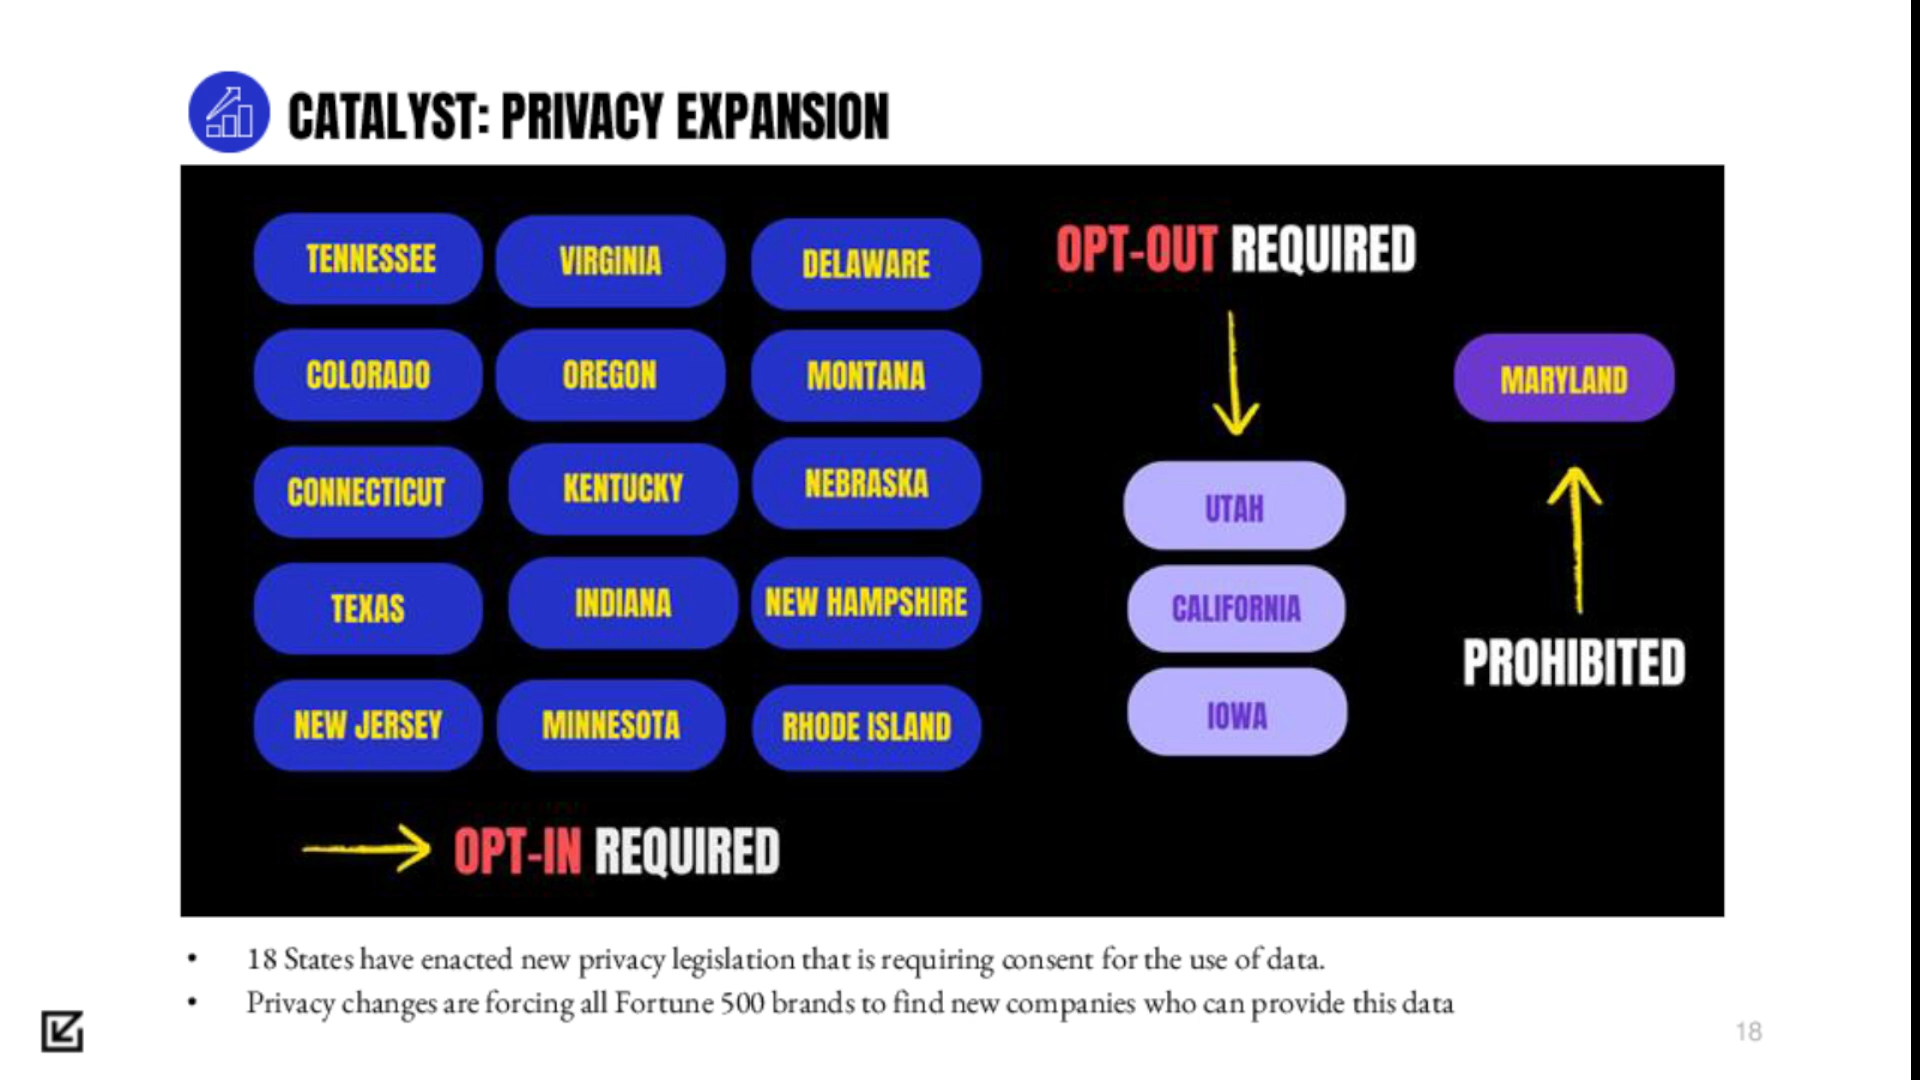 CATALYST: PRIVACY EXPANSION
TENNESSEE
VIRGINIA
DELAWARE
COLORADO
OREGON
MONTANA
CONNECTICUT
KENTUCKY
NEBRASKA
TEXAS
INDIANA
NEW HAMPSHIRE
NEW JERSEY
MINNESOTA
RHODE ISLAND
OPT-IN REQUIRED
OPT-OUT REQUIRED
UTAH
CALIFORNIA
IOWA
MARYLAND
PROHIBITED
• 18 States have enacted new privacy legislation that is requiring consent for the use of data.
• Privacy changes are forcing all Fortune 500 brands to find new companies who can provide this data
18